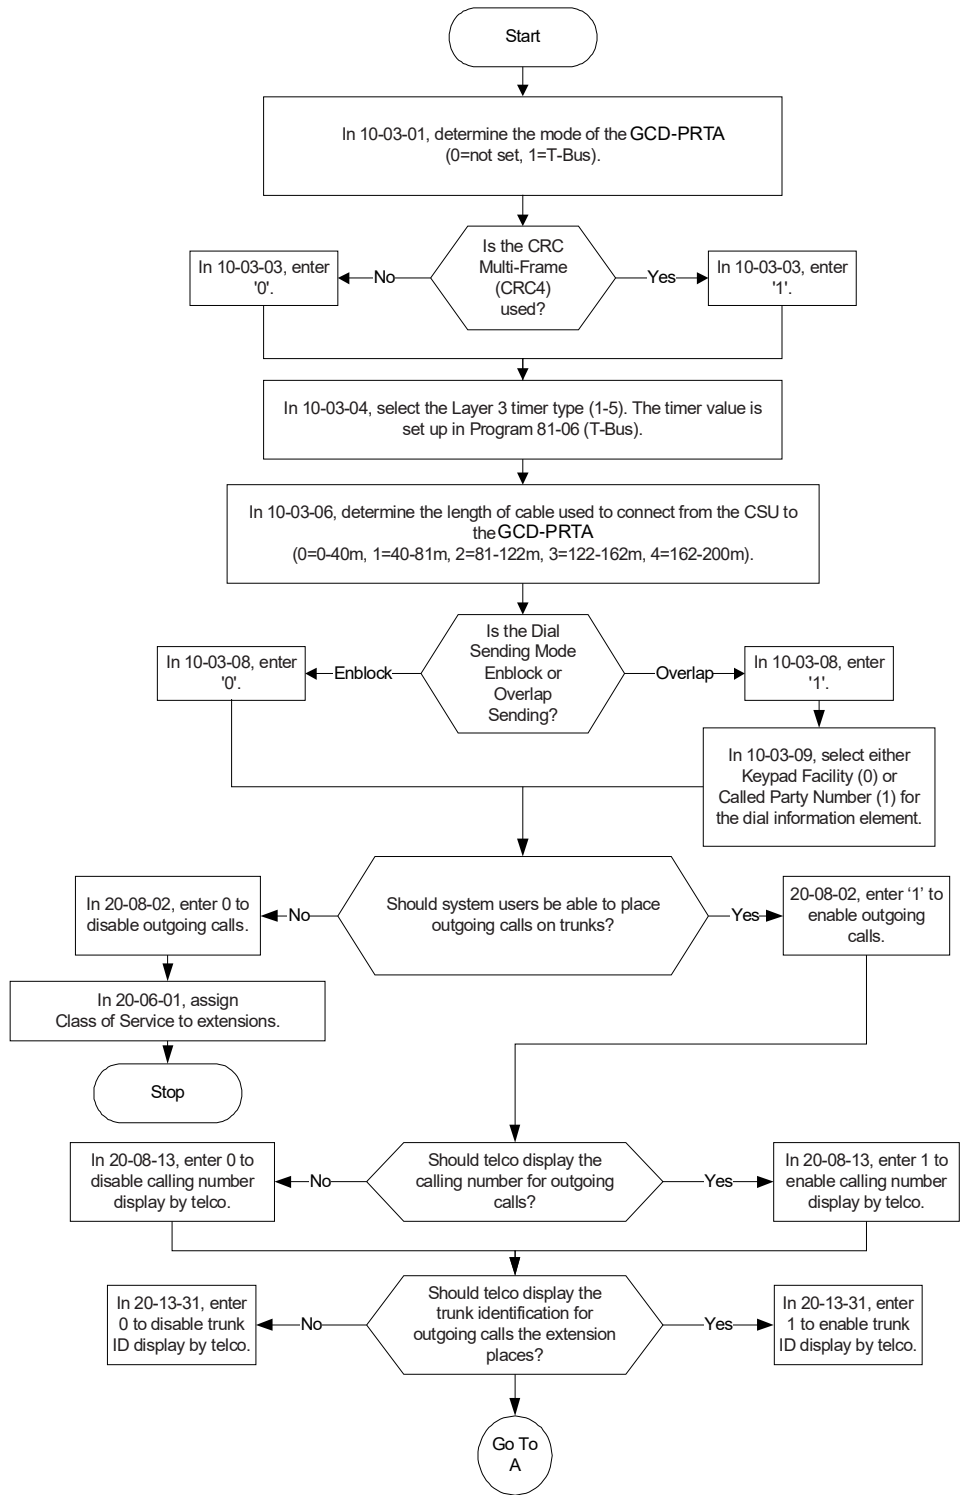 Start
In 10-03-01, determine the mode of the GCD-PRTA
(0=not set, 1=T-Bus).
Is the CRC
Multi-Frame
(CRC4)
used?
No
Yes
In 10-03-03, enter
'0'.
In 10-03-03, enter
'1'.
In 10-03-04, select the Layer 3 timer type (1-5). The timer value is
set up in Program 81-06 (T-Bus).
In 10-03-06, determine the length of cable used to connect from the CSU to
the GCD-PRTA
(0=0-40m, 1=40-81m, 2=81-122m, 3=122-162m, 4=162-200m).
Is the Dial
Sending Mode
Enblock or
Overlap
Sending?
Enblock
Overlap
In 10-03-08, enter
'0'.
In 10-03-08, enter
'1'.
In 10-03-09, select either
Keypad Facility (0) or
Called Party Number (1) for
the dial information element.
Should system users be able to place
outgoing calls on trunks?
No
Yes
In 20-08-02, enter 0 to
disable outgoing calls.
20-08-02, enter ‘1’ to
enable outgoing
calls.
In 20-06-01, assign
Class of Service to extensions.
Stop
Should telco display the
calling number for outgoing
calls?
No
Yes
In 20-08-13, enter 0 to
disable calling number
display by telco.
In 20-08-13, enter 1 to
enable calling number
display by telco.
Should telco display the
trunk identification for
outgoing calls the extension
places?
No
Yes
In 20-13-31, enter
0 to disable trunk
ID display by telco.
In 20-13-31, enter
1 to enable trunk
ID display by telco.
Go To
A